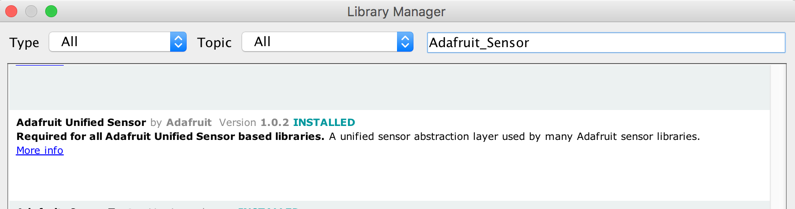 Library Manager
Type All Topic All Adafruit_Sensor
Adafruit Unified Sensor by Adafruit Version 1.0.2 INSTALLED
Required for all Adafruit Unified Sensor based libraries. A unified sensor abstraction layer used by many Adafruit sensor libraries.
More info